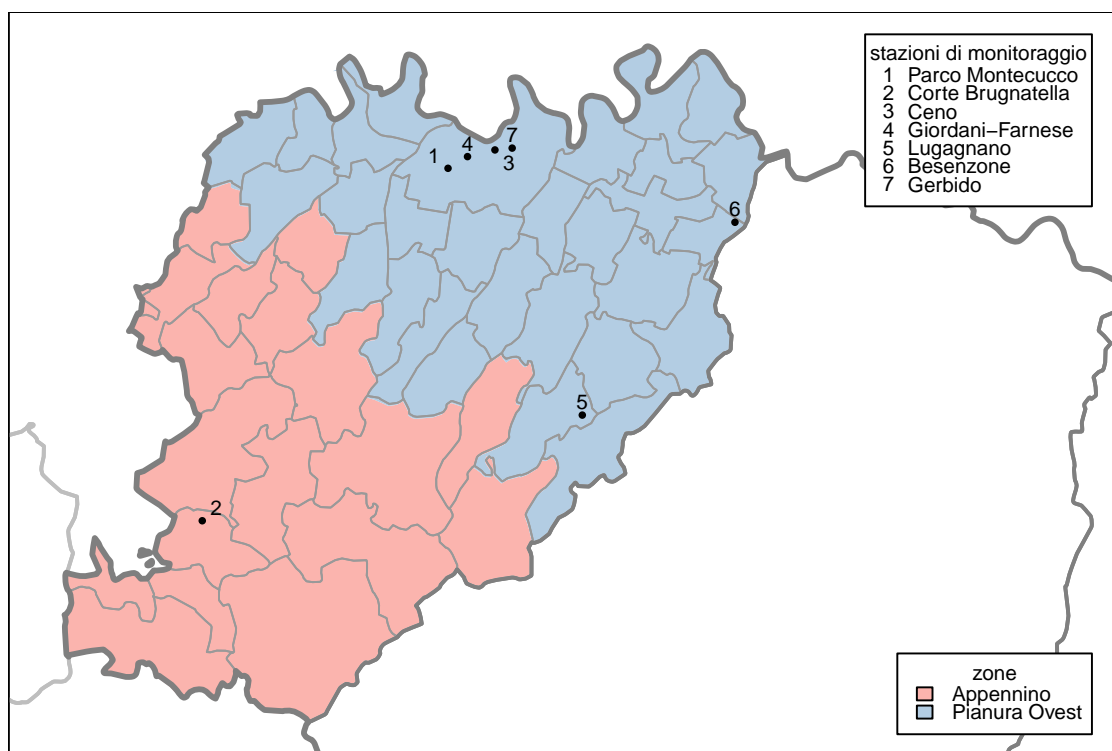 stazioni di monitoraggio
1 Parco Montecucco
2 Corte Brugnatella
3 Ceno
4 Giordani−Farnese
5 Lugagnano
6 Besenzone
7 Gerbido
7
4
3
1
6
5
2
zone
Appennino
Pianura Ovest